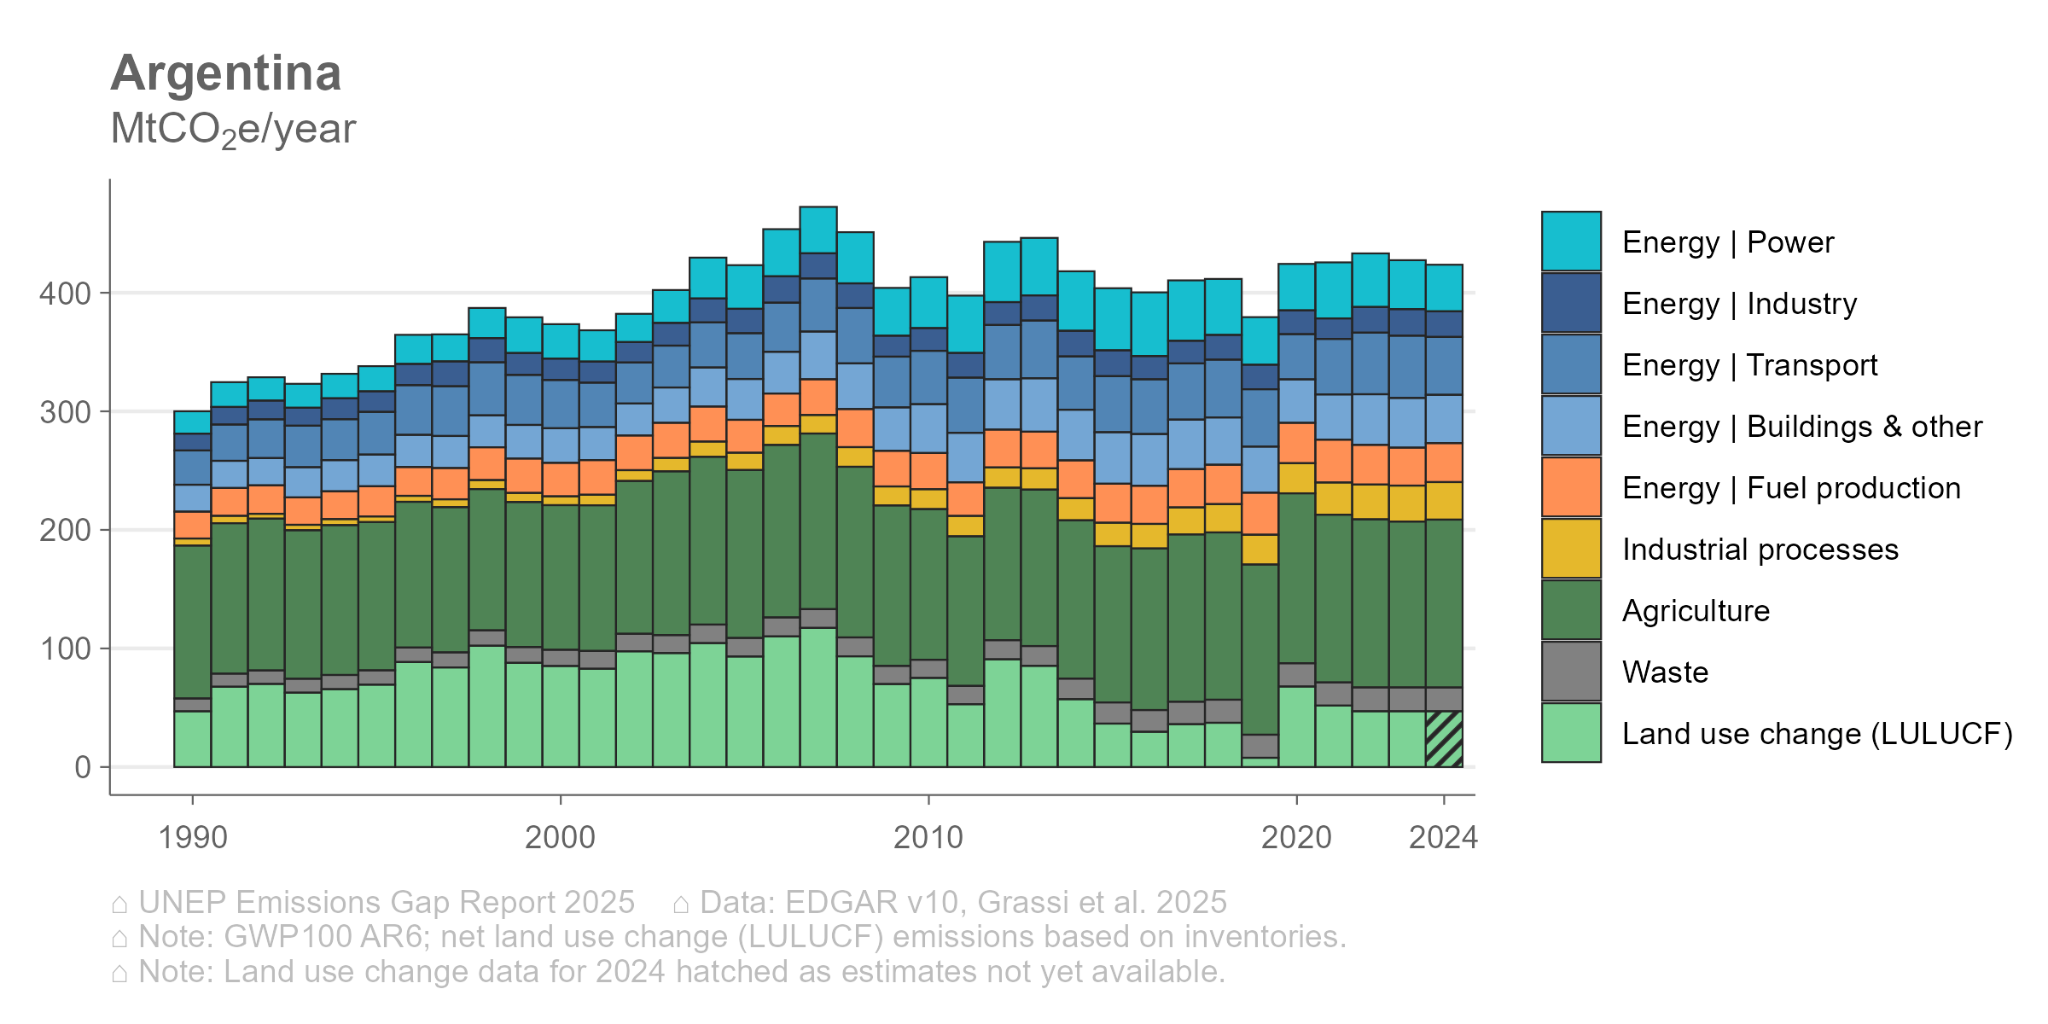 Argentina
MtCO₂e/year
400
300
200
100
0
1990 2000 2010 2020 2024
Energy | Power
Energy | Industry
Energy | Transport
Energy | Buildings & other
Energy | Fuel production
Industrial processes
Agriculture
Waste
Land use change (LULUCF)
⌂ UNEP Emissions Gap Report 2025 ⌂ Data: EDGAR v10, Grassi et al. 2025
⌂ Note: GWP100 AR6; net land use change (LULUCF) emissions based on inventories.
⌂ Note: Land use change data for 2024 hatched as estimates not yet available.